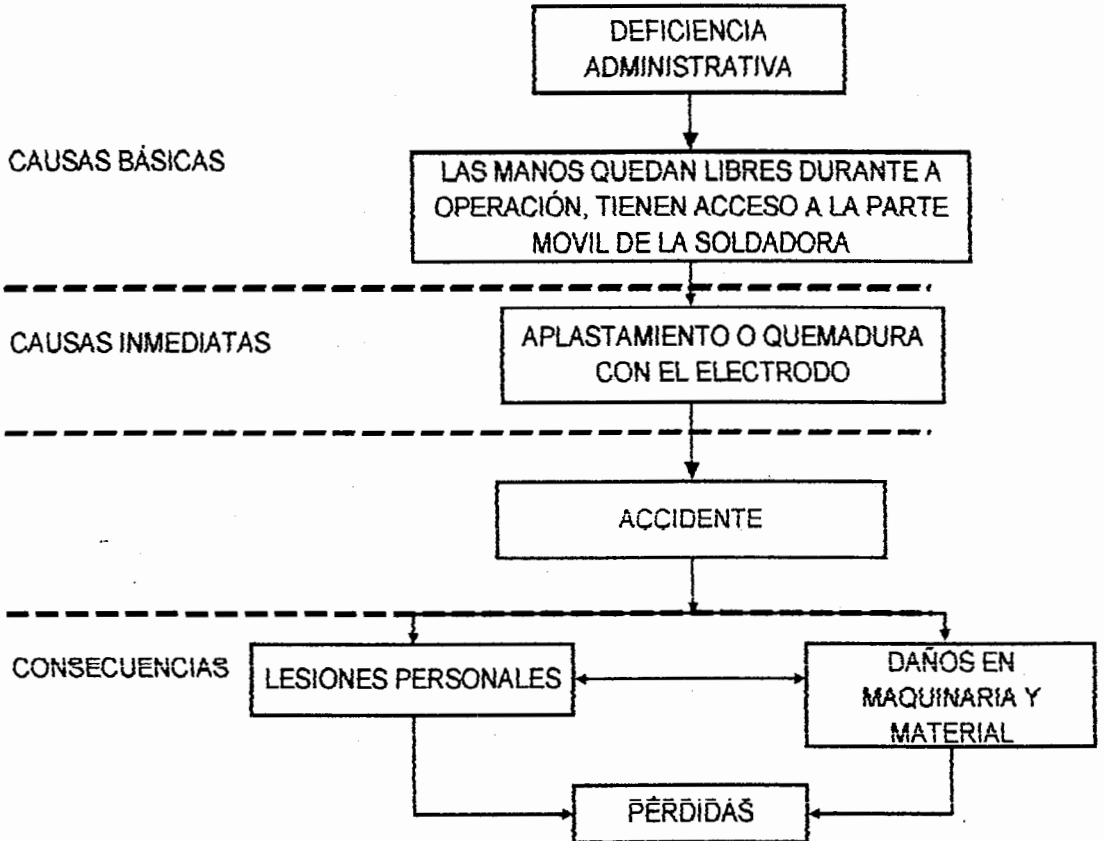 DEFICIENCIA
ADMINISTRATIVA
CAUSAS BÁSICAS
LAS MANOS QUEDAN LIBRES DURANTE A
OPERACIÓN, TIENEN ACCESO A LA PARTE
MOVIL DE LA SOLDADORA
CAUSAS INMEDIATAS
APLASTAMIENTO O QUEMADURA
CON EL ELECTRODO
ACCIDENTE
CONSECUENCIAS
LESIONES PERSONALES
DAÑOS EN
MAQUINARIA Y
MATERIAL
PÉRDIDAS